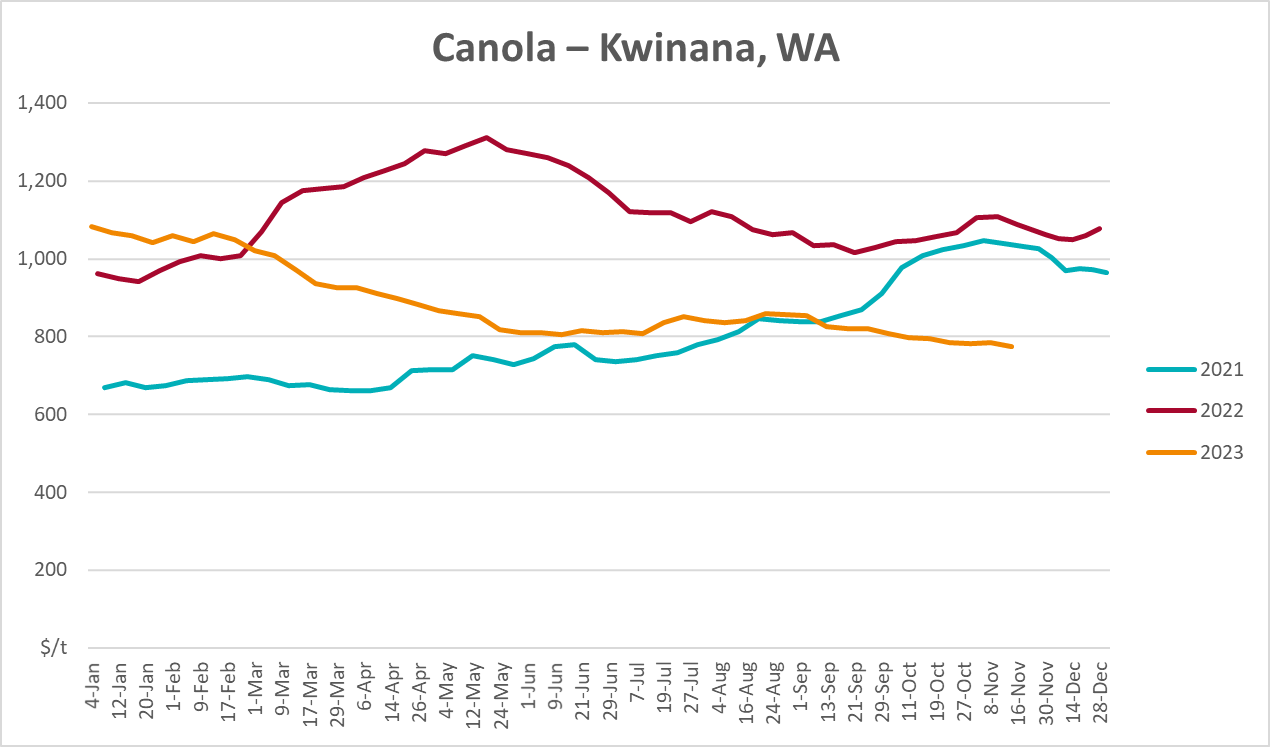 Canola – Kwinana, WA
1,400
1,200
1,000
800
600
400
200
$/t
4-Jan
12-Jan
20-Jan
1-Feb
9-Feb
17-Feb
1-Mar
9-Mar
17-Mar
29-Mar
6-Apr
14-Apr
26-Apr
4-May
12-May
24-May
1-Jun
9-Jun
21-Jun
29-Jun
7-Jul
19-Jul
27-Jul
4-Aug
16-Aug
24-Aug
1-Sep
13-Sep
21-Sep
29-Sep
11-Oct
19-Oct
27-Oct
8-Nov
16-Nov
30-Nov
14-Dec
28-Dec
2021
2022
2023